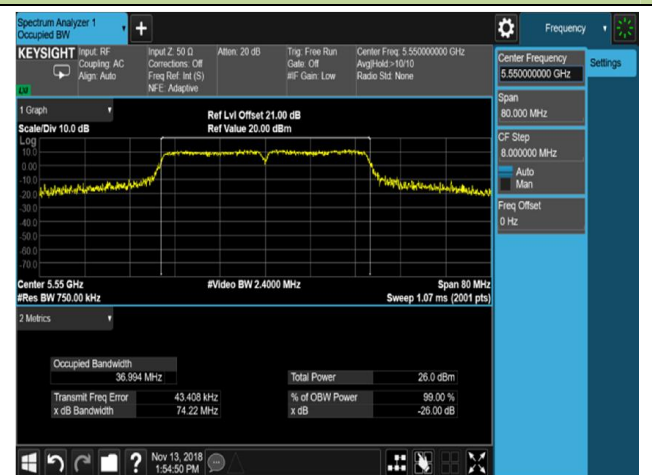 Spectrum Analyzer 1
Occupied BW
+
Frequency
KEYSIGHT
Input: RF
Coupling: AC
Align: Auto
Input Z: 50 Ω
Corrections: Off
Freq Ref: Int (S)
NFE: Adaptive
Atten: 20 dB
Trig: Free Run
Gate: Off
#IF Gain: Low
Center Freq: 5.550000000 GHz
Avg|Hold:>10/10
Radio Std: None
Center Frequency
5.550000000 GHz
Settings
Span
80.000 MHz
CF Step
8.000000 MHz
Auto
Man
Freq Offset
0 Hz
1 Graph
Scale/Div 10.0 dB
Ref Lvl Offset 21.00 dB
Ref Value 20.00 dBm
Log
10.0
0.00
-10.0
-20.0
-30.0
-40.0
-50.0
-60.0
-70.0
Center 5.55 GHz
#Video BW 2.4000 MHz
Span 80 MHz
#Res BW 750.00 kHz
Sweep 1.07 ms (2001 pts)
2 Metrics
Occupied Bandwidth
36.994 MHz
Total Power 26.0 dBm
Transmit Freq Error 43.408 kHz
% of OBW Power 99.00 %
x dB Bandwidth 74.22 MHz
x dB -26.00 dB
?
Nov 13, 2018
1:54:50 PM